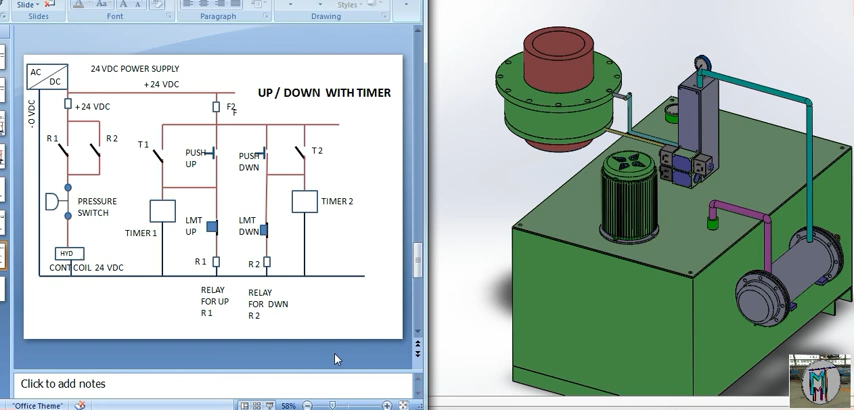 Slide
Styles
Slides
Font
Paragraph
Drawing
AC
DC
24 VDC POWER SUPPLY
+24 VDC
UP / DOWN WITH TIMER
- O VDC
+24 VDC
F2
F
R 1
R 2
T 1
PUSH
UP
PUSH
DWN
T 2
PRESSURE
SWITCH
TIMER 2
LMT
UP
LMT
DWN
TIMER 1
HYD
CONT COIL 24 VDC
R 1
R 2
RELAY
FOR UP
R 1
RELAY
FOR DWN
R 2
Click to add notes
"Office Theme"
58%